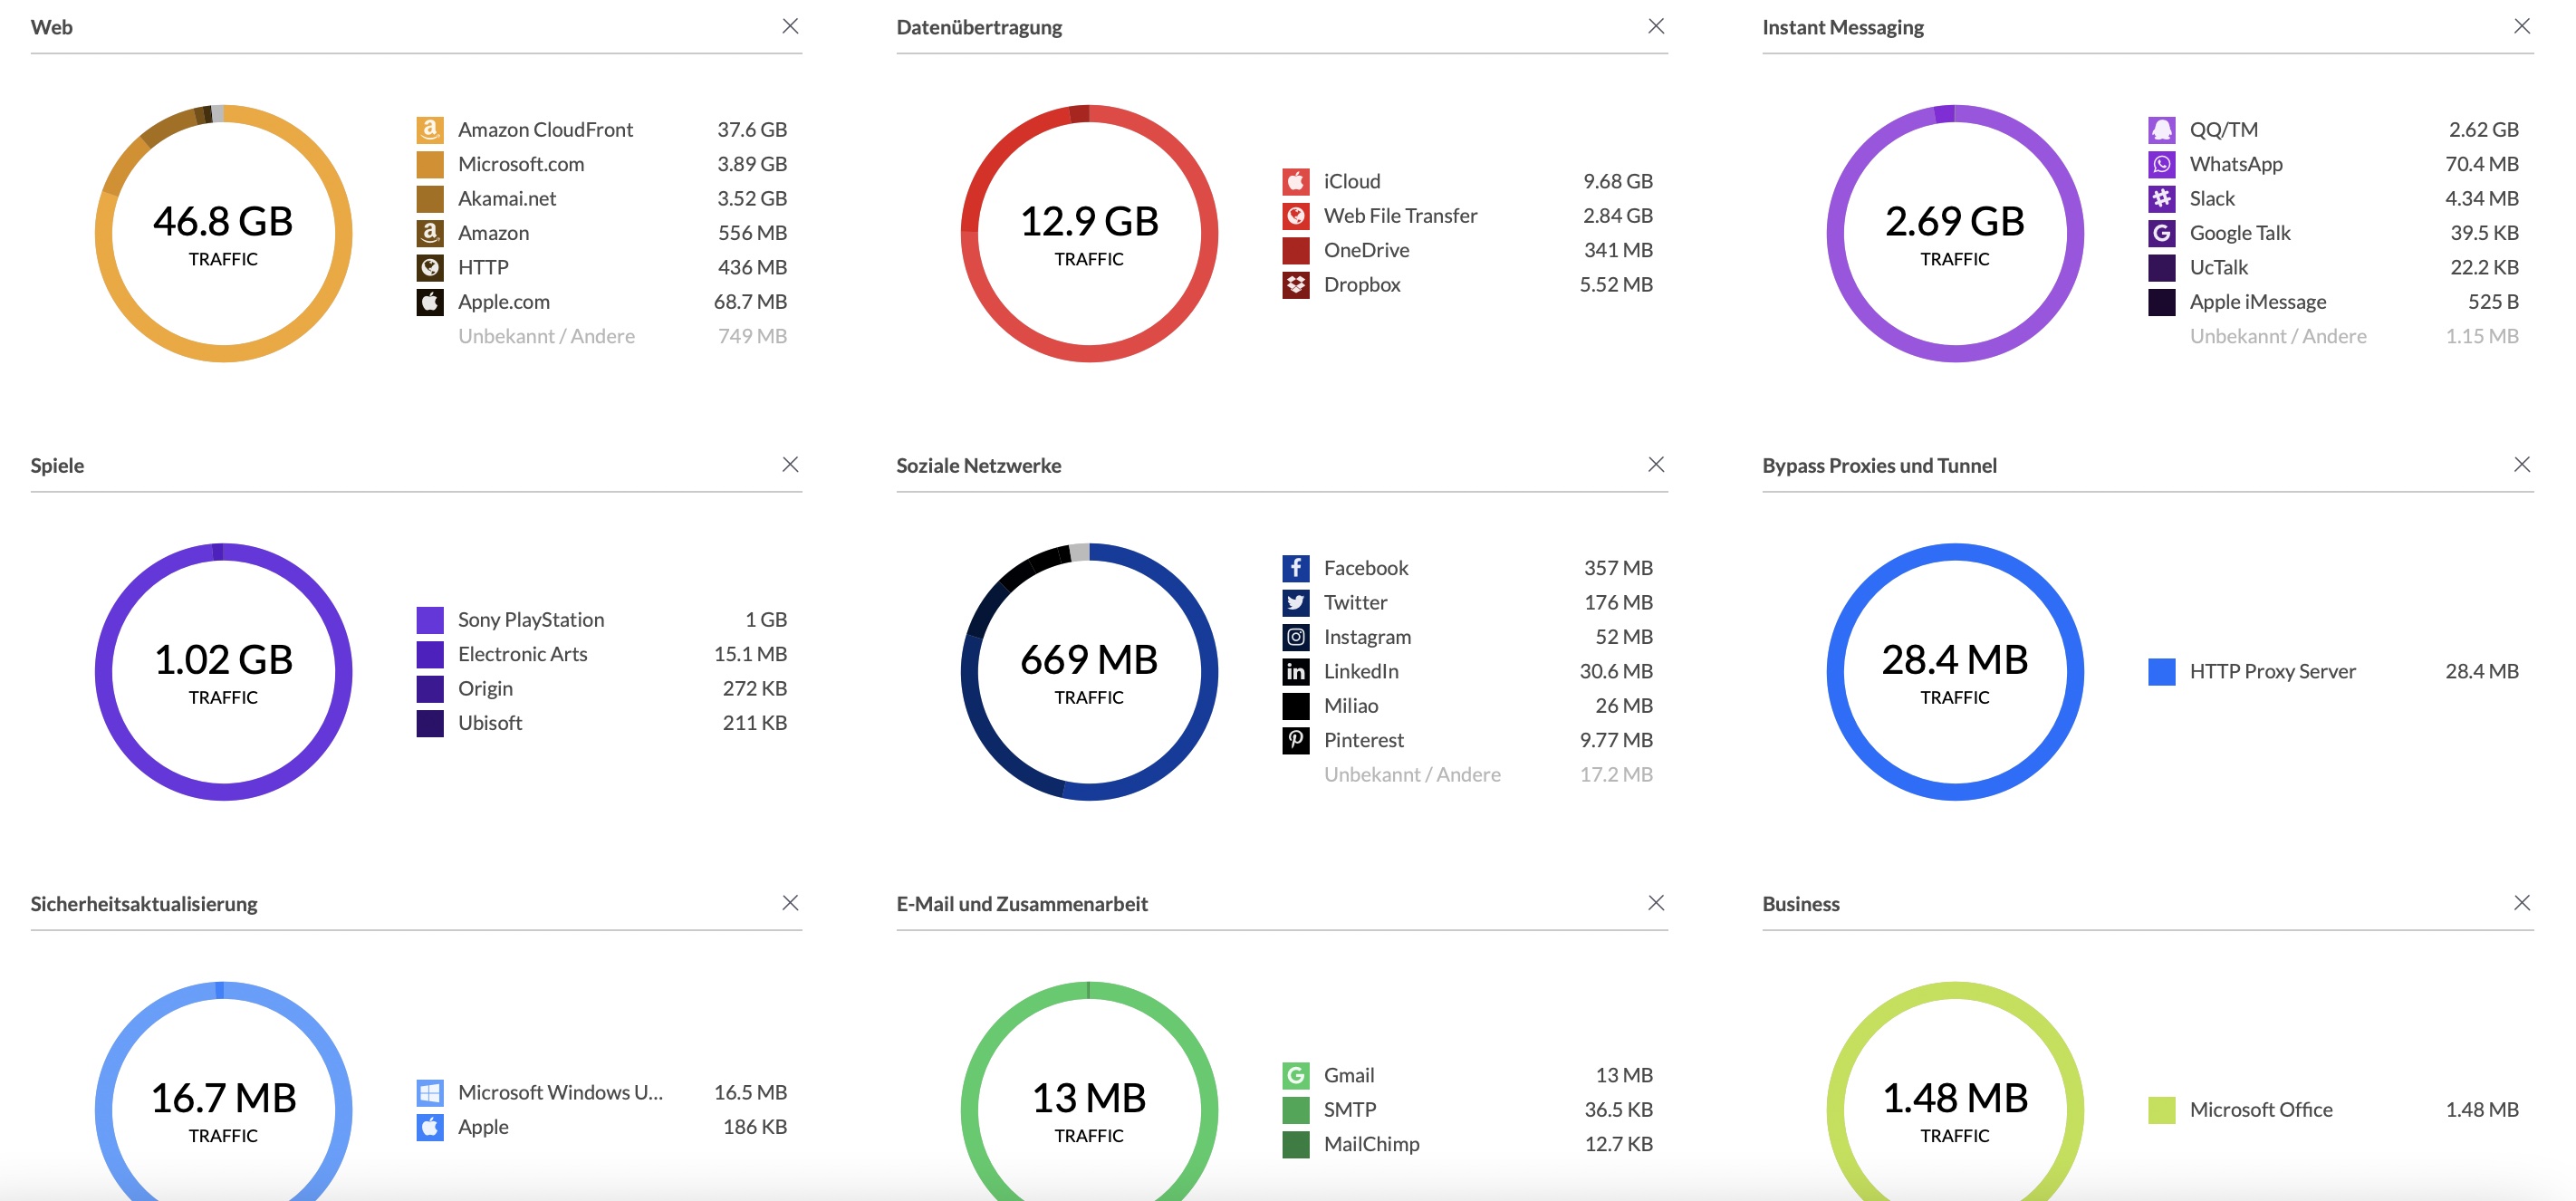 Web
46.8 GB
TRAFFIC
Amazon CloudFront 37.6 GB
Microsoft.com 3.89 GB
Akamai.net 3.52 GB
Amazon 556 MB
HTTP 436 MB
Apple.com 68.7 MB
Unbekannt / Andere 749 MB
Datenübertragung
12.9 GB
TRAFFIC
iCloud 9.68 GB
Web File Transfer 2.84 GB
OneDrive 341 MB
Dropbox 5.52 MB
Instant Messaging
2.69 GB
TRAFFIC
QQ/TM 2.62 GB
WhatsApp 70.4 MB
Slack 4.34 MB
Google Talk 39.5 KB
UcTalk 22.2 KB
Apple iMessage 525 B
Unbekannt / Andere 1.15 MB
Spiele
1.02 GB
TRAFFIC
Sony PlayStation 1 GB
Electronic Arts 15.1 MB
Origin 272 KB
Ubisoft 211 KB
Soziale Netzwerke
669 MB
TRAFFIC
Facebook 357 MB
Twitter 176 MB
Instagram 52 MB
LinkedIn 30.6 MB
Miliao 26 MB
Pinterest 9.77 MB
Unbekannt / Andere 17.2 MB
Bypass Proxies und Tunnel
28.4 MB
TRAFFIC
HTTP Proxy Server 28.4 MB
Sicherheitsaktualisierung
16.7 MB
TRAFFIC
Microsoft Windows U... 16.5 MB
Apple 186 KB
E-Mail und Zusammenarbeit
13 MB
TRAFFIC
Gmail 13 MB
SMTP 36.5 KB
MailChimp 12.7 KB
Business
1.48 MB
TRAFFIC
Microsoft Office 1.48 MB